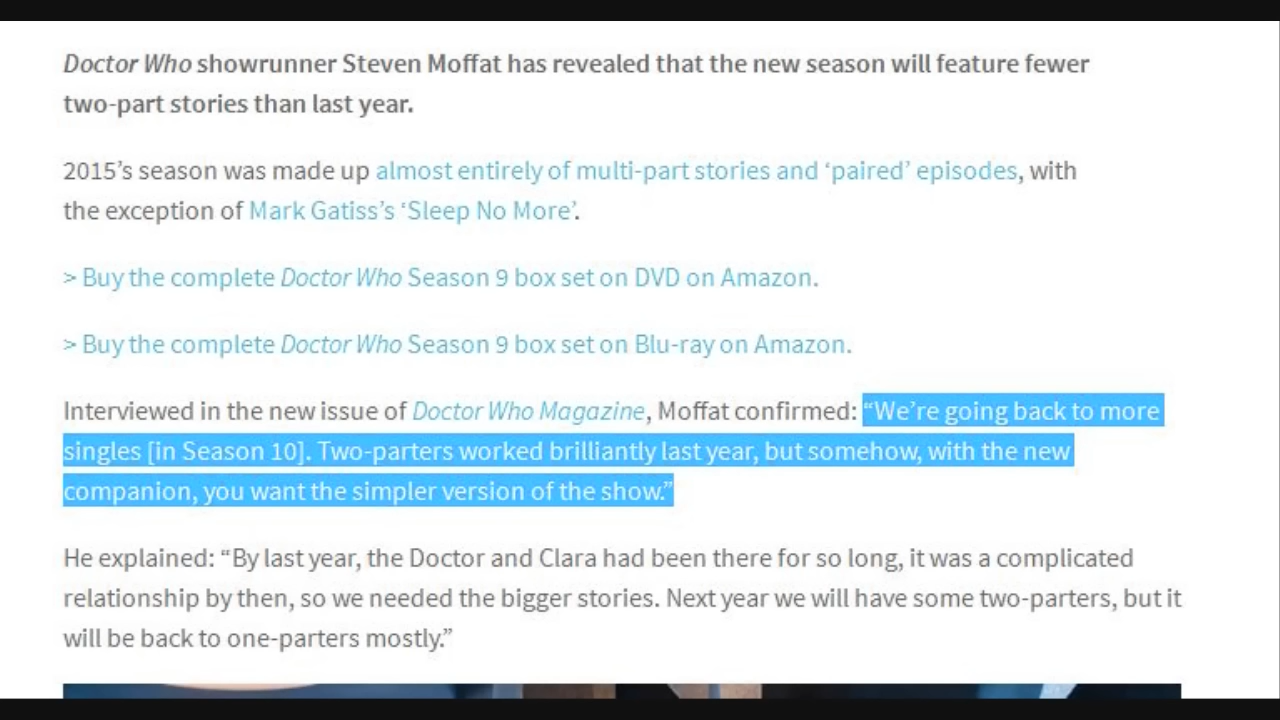 Doctor Who showrunner Steven Moffat has revealed that the new season will feature fewer
two-part stories than last year.
2015’s season was made up almost entirely of multi-part stories and ‘paired’ episodes, with
the exception of Mark Gatiss’s ‘Sleep No More’.
> Buy the complete Doctor Who Season 9 box set on DVD on Amazon.
> Buy the complete Doctor Who Season 9 box set on Blu-ray on Amazon.
Interviewed in the new issue of Doctor Who Magazine, Moffat confirmed: “We’re going back to more
singles [in Season 10]. Two-parters worked brilliantly last year, but somehow, with the new
companion, you want the simpler version of the show.”
He explained: “By last year, the Doctor and Clara had been there for so long, it was a complicated
relationship by then, so we needed the bigger stories. Next year we will have some two-parters, but it
will be back to one-parters mostly.”